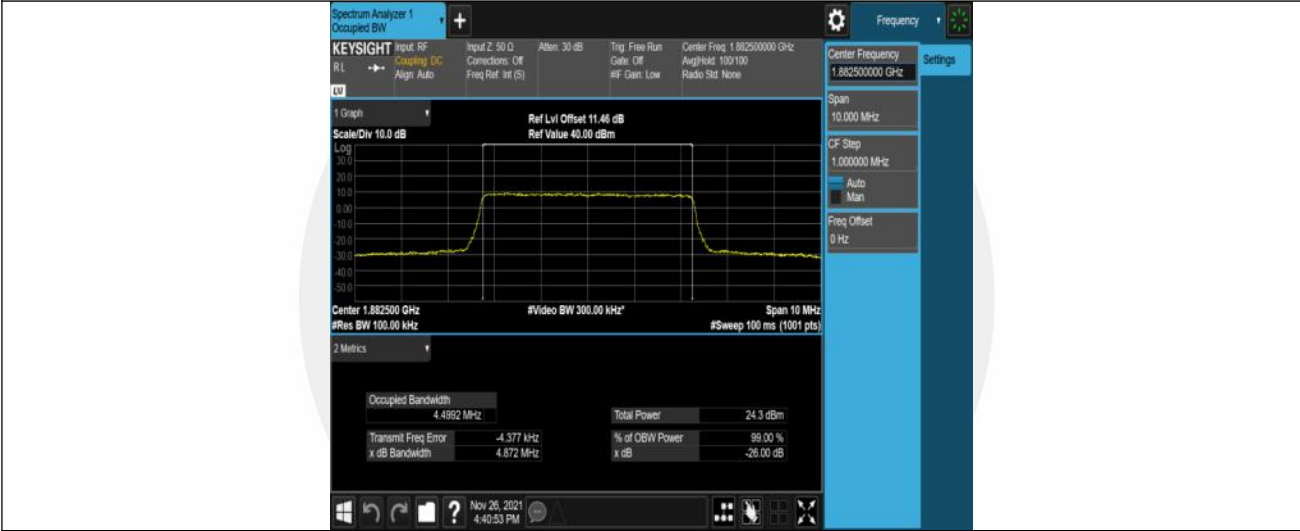 Spectrum Analyzer 1
Occupied BW
+
Frequency
KEYSIGHT
RL
Input: RF
Coupling: DC
Align: Auto
Input Z: 50 Ω
Corrections: Off
Freq Ref: Int (S)
Atten: 30 dB
Trig: Free Run
Gate: Off
#IF Gain: Low
Center Freq: 1.882500000 GHz
Avg|Hold: 100/100
Radio Std: None
Center Frequency
1.882500000 GHz
Settings
Span
10.000 MHz
CF Step
1.000000 MHz
Auto
Man
Freq Offset
0 Hz
1 Graph
Scale/Div 10.0 dB
Ref Lvl Offset 11.46 dB
Ref Value 40.00 dBm
Log
30.0
20.0
10.0
0.00
-10.0
-20.0
-30.0
-40.0
-50.0
Center 1.882500 GHz
#Res BW 100.00 kHz
#Video BW 300.00 kHz*
Span 10 MHz
#Sweep 100 ms (1001 pts)
2 Metrics
Occupied Bandwidth
4.4992 MHz
Transmit Freq Error -4.377 kHz
x dB Bandwidth 4.872 MHz
Total Power 24.3 dBm
% of OBW Power 99.00 %
x dB -26.00 dB
?
Nov 26, 2021
4:40:53 PM